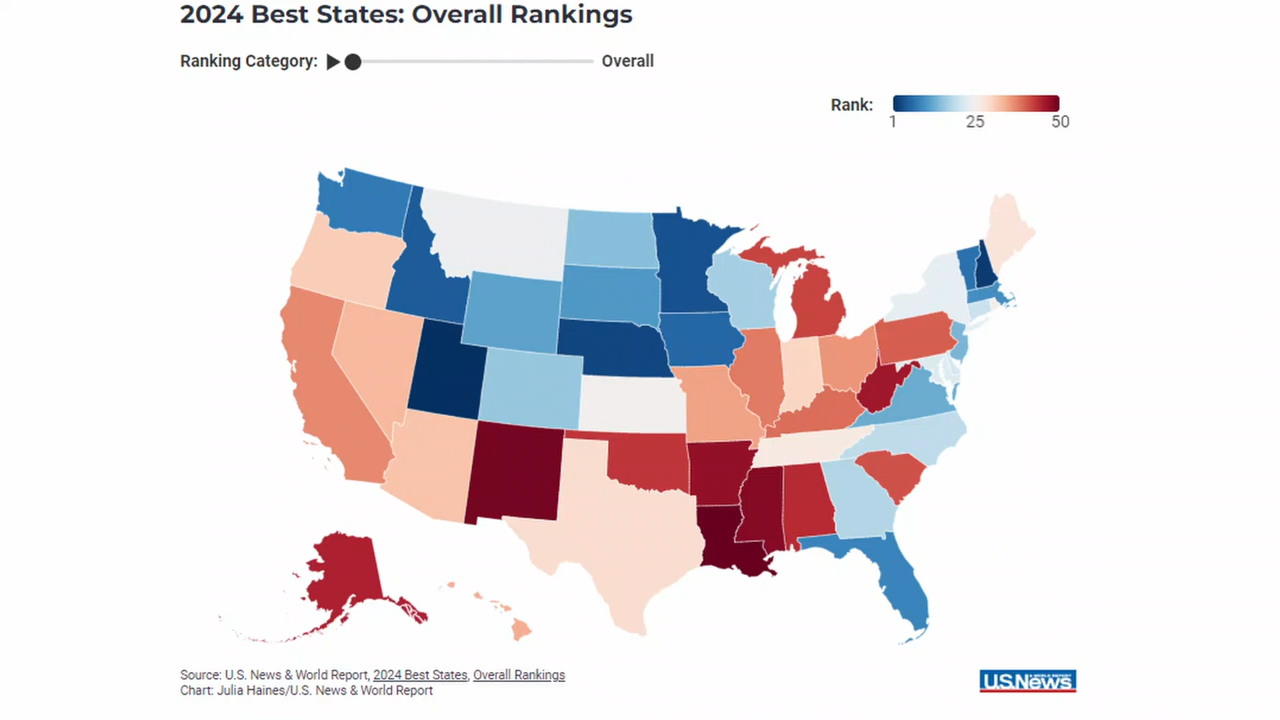 2024 Best States: Overall Rankings
Ranking Category: Overall
Rank:
1 25 50
Source: U.S. News & World Report, 2024 Best States, Overall Rankings
Chart: Julia Haines/U.S. News & World Report
U.S.News